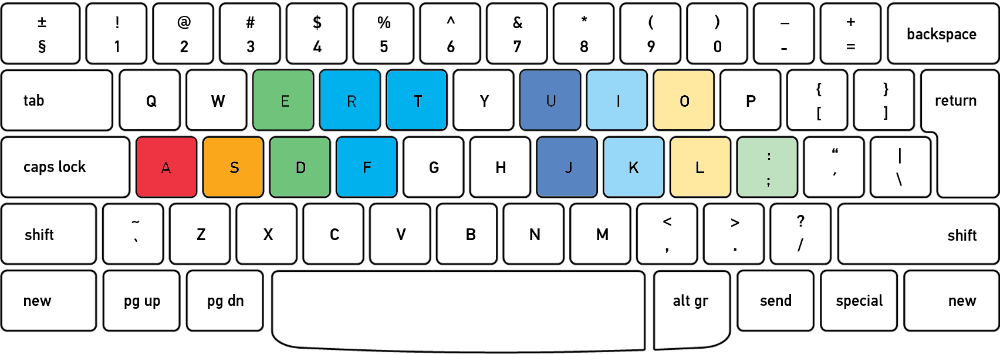 ± ! @ # $ % ^ & * ( ) _ +
§ 1 2 3 4 5 6 7 8 9 0 - = backspace
tab Q W E R T Y U I O P { [ } ] return
caps lock A S D F G H J K L : ; “ ′ | \
shift ~ ` Z X C V B N M < , > . ? / shift
new pg up pg dn alt gr send special new